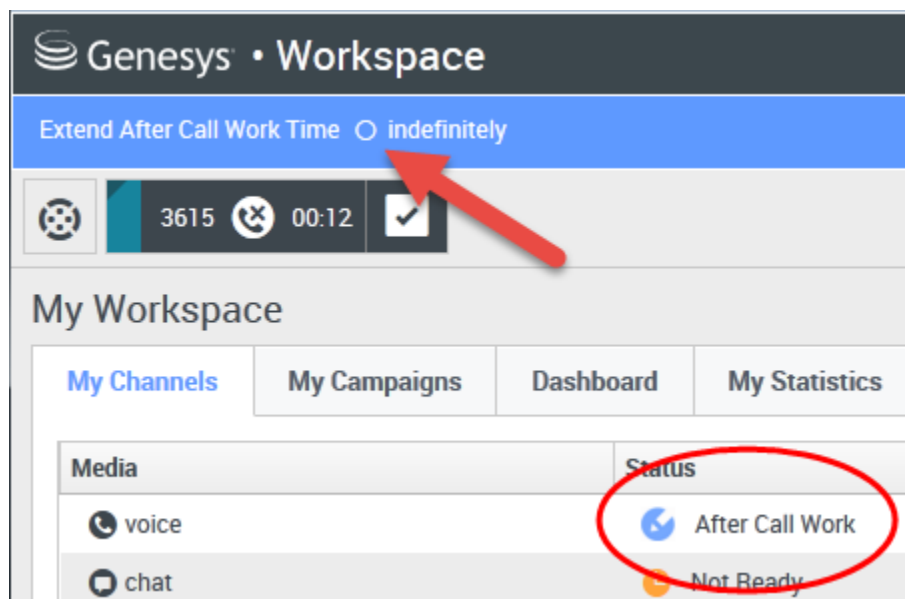 Genesys • Workspace
Extend After Call Work Time indefinitely
3615 00:12
My Workspace
My Channels My Campaigns Dashboard My Statistics
Media Status
voice After Call Work
chat Not Ready